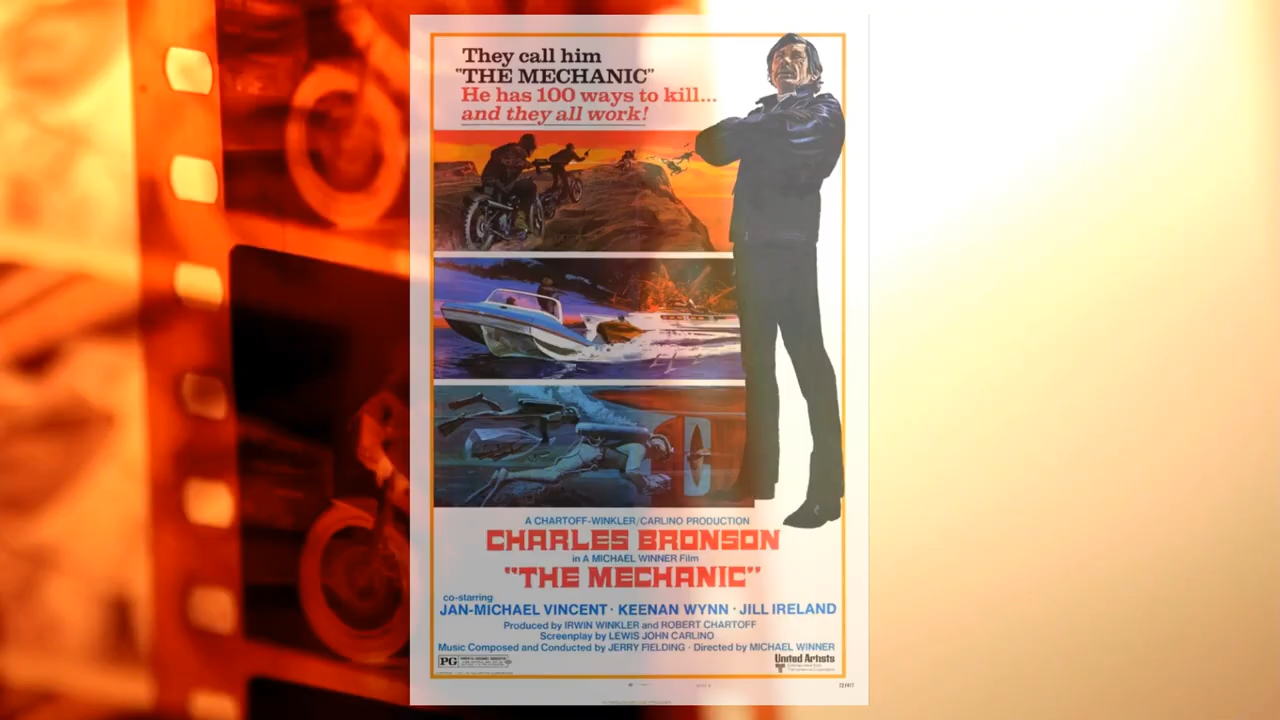 They call him
"THE MECHANIC"
He has 100 ways to kill...
and they all work!
A CHARTOFF-WINKLER/CARLINO PRODUCTION
CHARLES BRONSON
in A MICHAEL WINNER Film
"THE MECHANIC"
co-starring
JAN-MICHAEL VINCENT · KEENAN WYNN · JILL IRELAND
Produced by IRWIN WINKLER and ROBERT CHARTOFF
Screenplay by LEWIS JOHN CARLINO
Music Composed and Conducted by JERRY FIELDING · Directed by MICHAEL WINNER
PG
United Artists